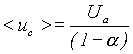 <u_c> = U_a / (1 - α)